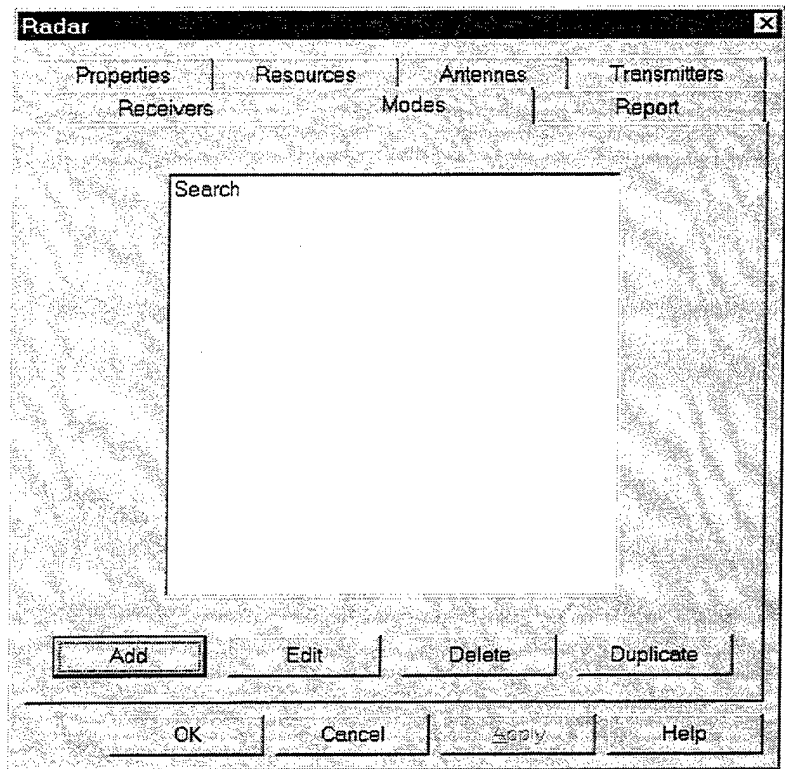 Radar
Properties Resources Antennas Transmitters
Receivers Modes Report
Search
Add Edit Delete Duplicate
OK Cancel Apply Help